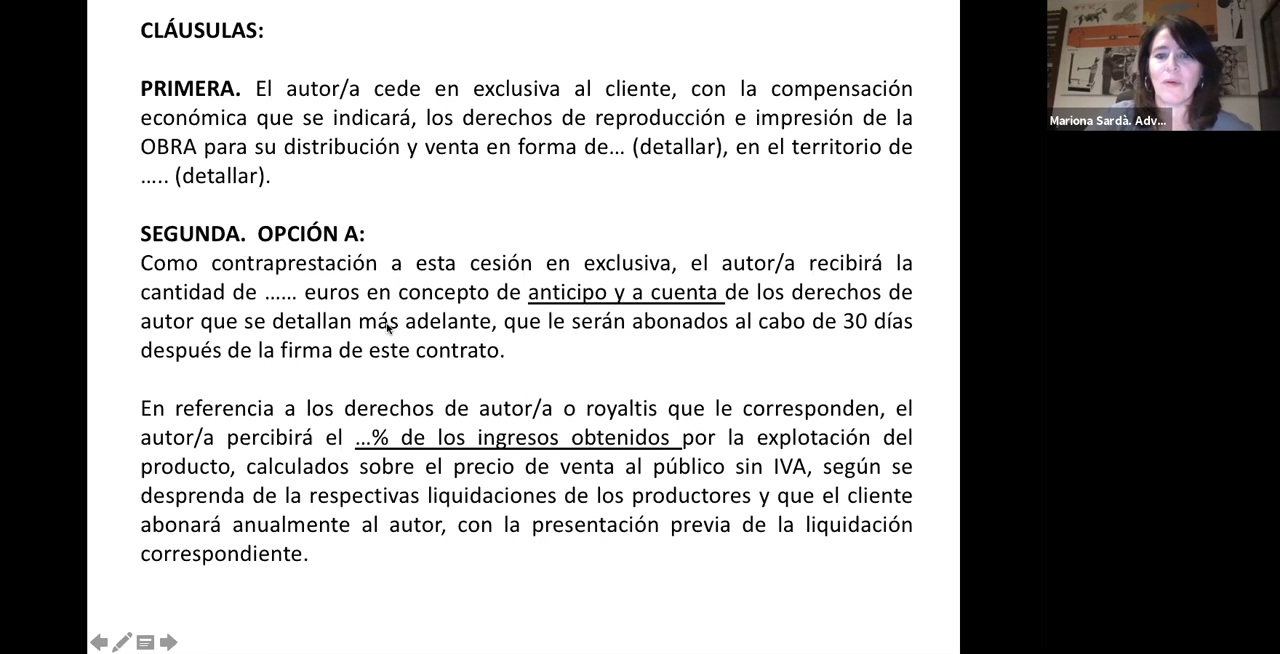 CLÁUSULAS:
PRIMERA. El autor/a cede en exclusiva al cliente, con la compensación
económica que se indicará, los derechos de reproducción e impresión de la
OBRA para su distribución y venta en forma de… (detallar), en el territorio de
….. (detallar).
SEGUNDA. OPCIÓN A:
Como contraprestación a esta cesión en exclusiva, el autor/a recibirá la
cantidad de …… euros en concepto de anticipo y a cuenta de los derechos de
autor que se detallan más adelante, que le serán abonados al cabo de 30 días
después de la firma de este contrato.
En referencia a los derechos de autor/a o royaltis que le corresponden, el
autor/a percibirá el …% de los ingresos obtenidos por la explotación del
producto, calculados sobre el precio de venta al público sin IVA, según se
desprenda de la respectivas liquidaciones de los productores y que el cliente
abonará anualmente al autor, con la presentación previa de la liquidación
correspondiente.
Mariona Sardà. Adv...